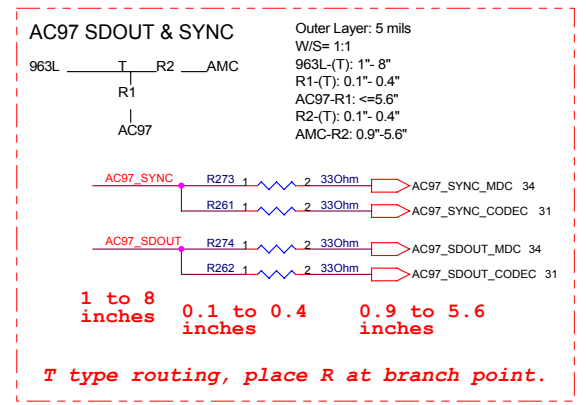 AC97 SDOUT & SYNC
963L T R2 AMC
R1
AC97
Outer Layer: 5 mils
W/S= 1:1
963L-(T): 1"- 8"
R1-(T): 0.1"- 0.4"
AC97-R1: <=5.6"
R2-(T): 0.1"- 0.4"
AMC-R2: 0.9"-5.6"
AC97_SYNC R273 1 2 33Ohm AC97_SYNC_MDC 34
R261 1 2 33Ohm AC97_SYNC_CODEC 31
AC97_SDOUT R274 1 2 33Ohm AC97_SDOUT_MDC 34
R262 1 2 33Ohm AC97_SDOUT_CODEC 31
1 to 8
inches
0.1 to 0.4
inches
0.9 to 5.6
inches
T type routing, place R at branch point.